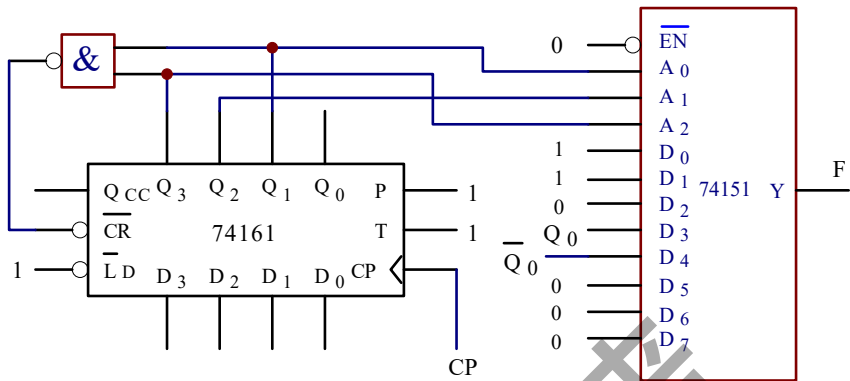 &
0
EN
A 0
A 1
A 2
1 D 0
1 D 1
0 D 2
Q 0 D 3
Q̅ 0 D 4
0 D 5
0 D 6
0 D 7
74151 Y
F
Q CC Q 3 Q 2 Q 1 Q 0 P 1
CR 74161 T 1
1 L D D 3 D 2 D 1 D 0 CP
CP